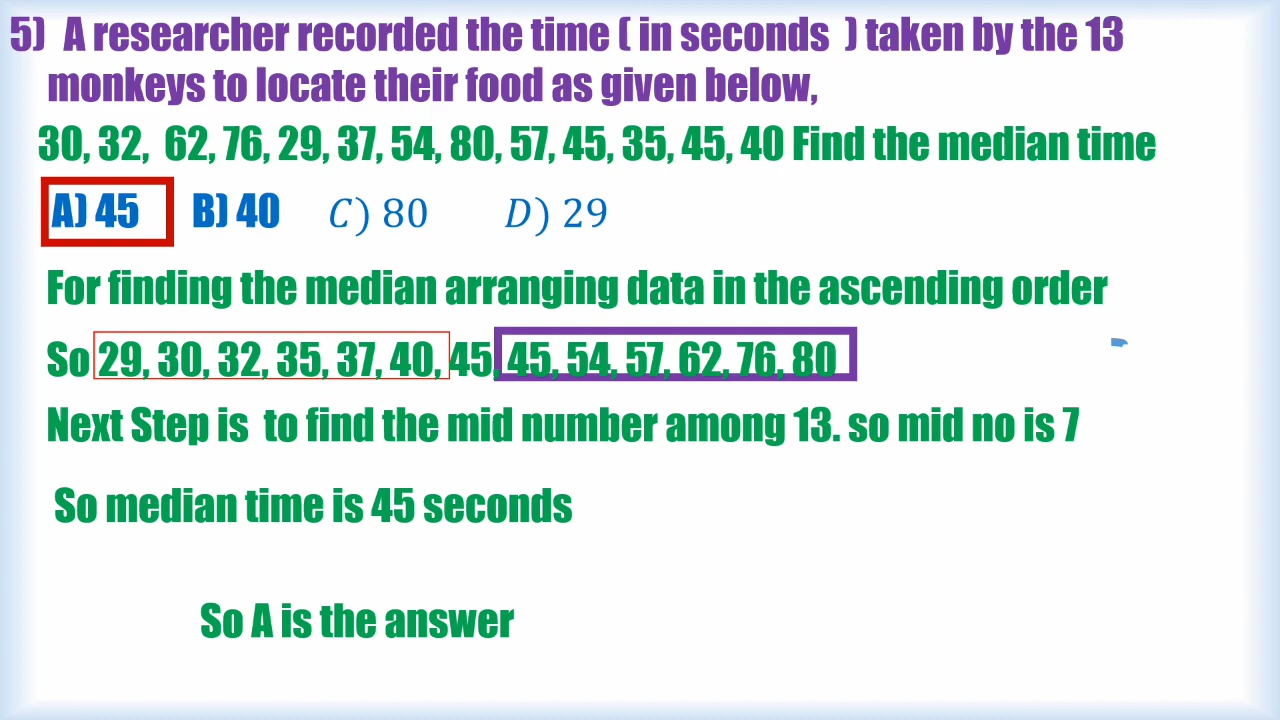 5) A researcher recorded the time ( in seconds ) taken by the 13
monkeys to locate their food as given below,
30, 32, 62, 76, 29, 37, 54, 80, 57, 45, 35, 45, 40 Find the median time
A) 45 B) 40 C) 80 D) 29
For finding the median arranging data in the ascending order
So 29, 30, 32, 35, 37, 40, 45, 45, 54, 57, 62, 76, 80
Next Step is to find the mid number among 13. so mid no is 7
So median time is 45 seconds
So A is the answer